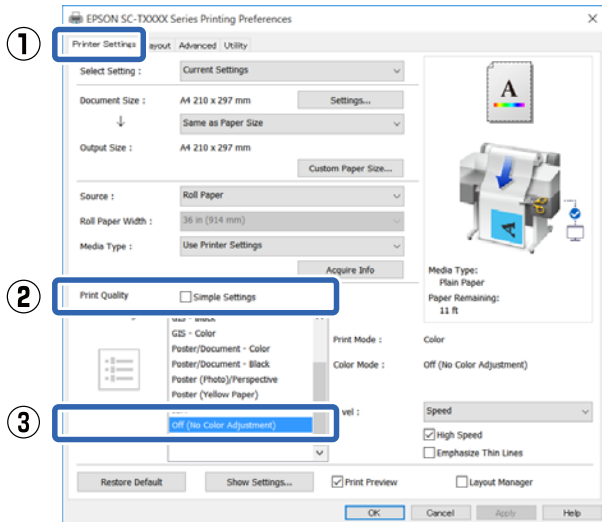 EPSON SC-TXXXX Series Printing Preferences
1
Printer Settings ayout Advanced Utility
Select Setting : Current Settings
Document Size : A4 210 x 297 mm Settings...
Same as Paper Size
Output Size : A4 210 x 297 mm
Custom Paper Size...
Source : Roll Paper
Roll Paper Width : 36 in (914 mm)
Media Type : Use Printer Settings
Acquire Info
A
A
Media Type:
Plain Paper
Paper Remaining:
11 ft
2
Print Quality Simple Settings
GIS - Color
Poster/Document - Color
Poster/Document - Black
Poster (Photo)/Perspective
Poster (Yellow Paper)
Print Mode : Color
Color Mode : Off (No Color Adjustment)
3
Off (No Color Adjustment)
vel : Speed
High Speed
Emphasize Thin Lines
Restore Default Show Settings... Print Preview Layout Manager
OK Cancel Apply Help